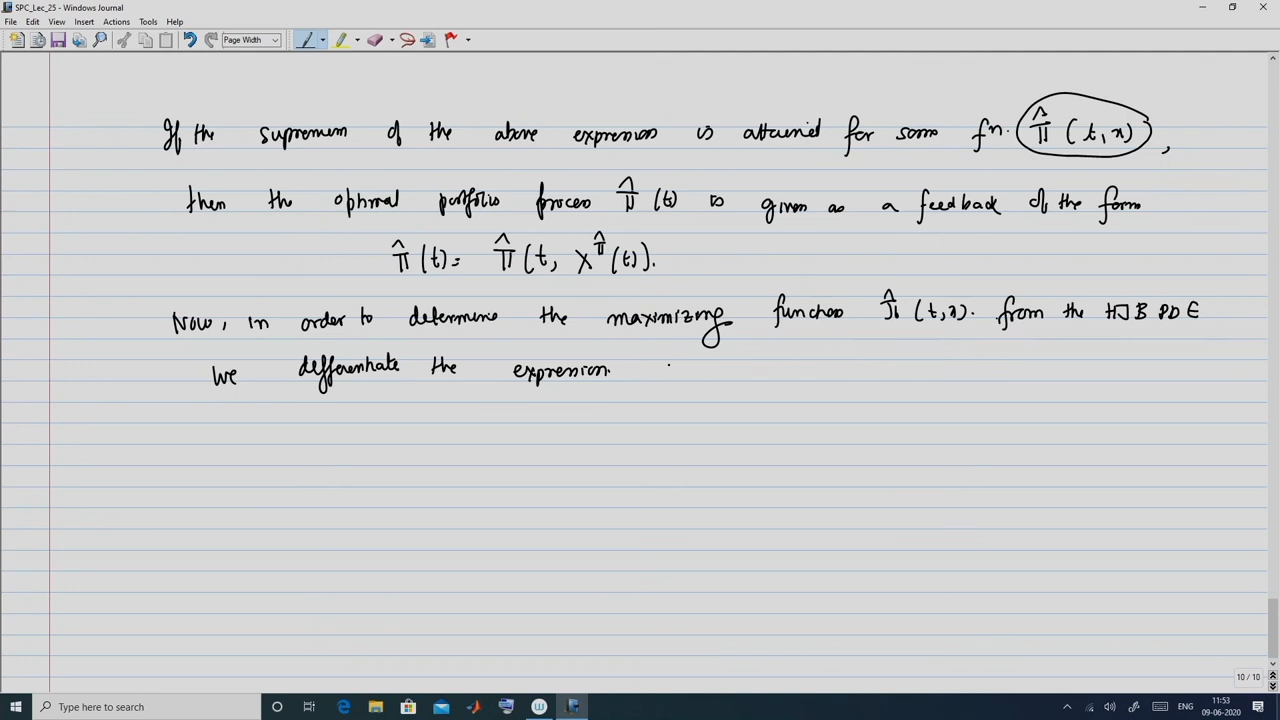 SPC_Lec_25 - Windows Journal
File Edit View Insert Actions Tools Help
Page Width
If the supremum of the above expression is attained for some fn. π̂ (t, x),
then the optimal portfolio process π̂ (t) is given as a feedback of the form
π̂ (t) = π̂ (t, X^π̂ (t)).
Now, in order to determine the maximizing function π̂ (t,x). from the HJB PDE
we differentiate the expression.
10 / 10
Type here to search
ENG
11:53
09-06-2020